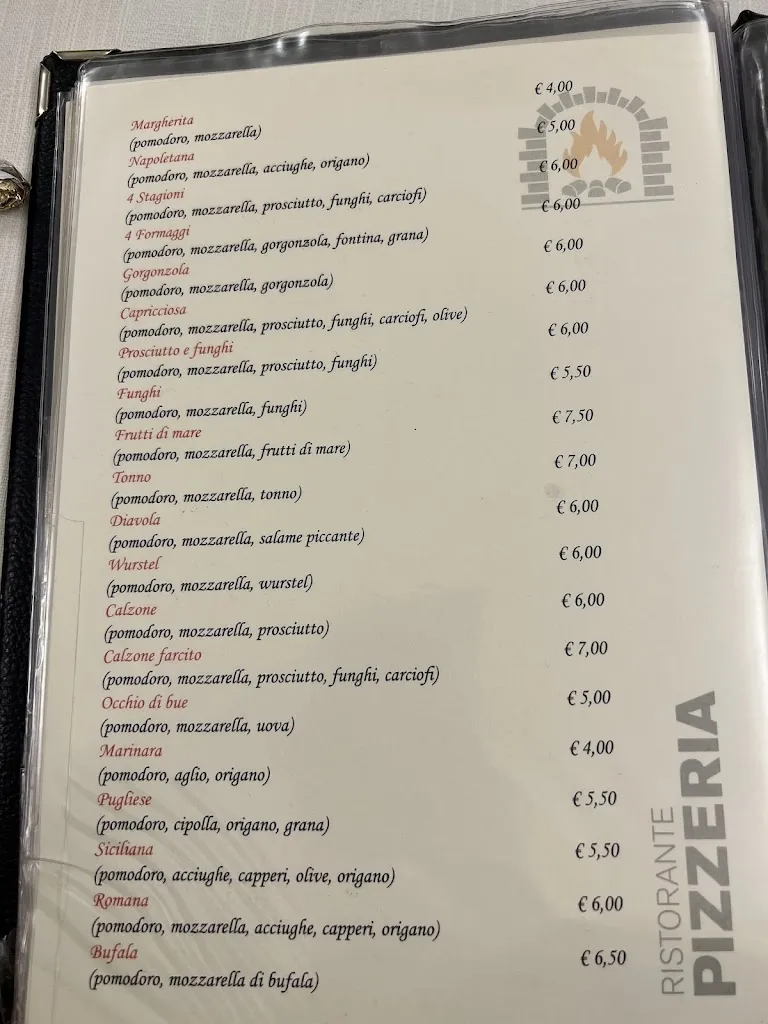 Margherita € 4,00
(pomodoro, mozzarella)
Napoletana € 5,00
(pomodoro, mozzarella, acciughe, origano)
4 Stagioni € 6,00
(pomodoro, mozzarella, prosciutto, funghi, carciofi)
4 Formaggi € 6,00
(pomodoro, mozzarella, gorgonzola, fontina, grana)
Gorgonzola € 6,00
(pomodoro, mozzarella, gorgonzola)
Capricciosa € 6,00
(pomodoro, mozzarella, prosciutto, funghi, carciofi, olive)
Prosciutto e funghi € 6,00
(pomodoro, mozzarella, prosciutto, funghi)
Funghi € 5,50
(pomodoro, mozzarella, funghi)
Frutti di mare € 7,50
(pomodoro, mozzarella, frutti di mare)
Tonno € 7,00
(pomodoro, mozzarella, tonno)
Diavola € 6,00
(pomodoro, mozzarella, salame piccante)
Wurstel € 6,00
(pomodoro, mozzarella, wurstel)
Calzone € 6,00
(pomodoro, mozzarella, prosciutto)
Calzone farcito € 7,00
(pomodoro, mozzarella, prosciutto, funghi, carciofi)
Occhio di bue € 5,00
(pomodoro, mozzarella, uova)
Marinara € 4,00
(pomodoro, aglio, origano)
Pugliese € 5,50
(pomodoro, cipolla, origano, grana)
Siciliana € 5,50
(pomodoro, acciughe, capperi, olive, origano)
Romana € 6,00
(pomodoro, mozzarella, acciughe, capperi, origano)
Bufala € 6,50
(pomodoro, mozzarella di bufala)
RISTORANTE
PIZZERIA